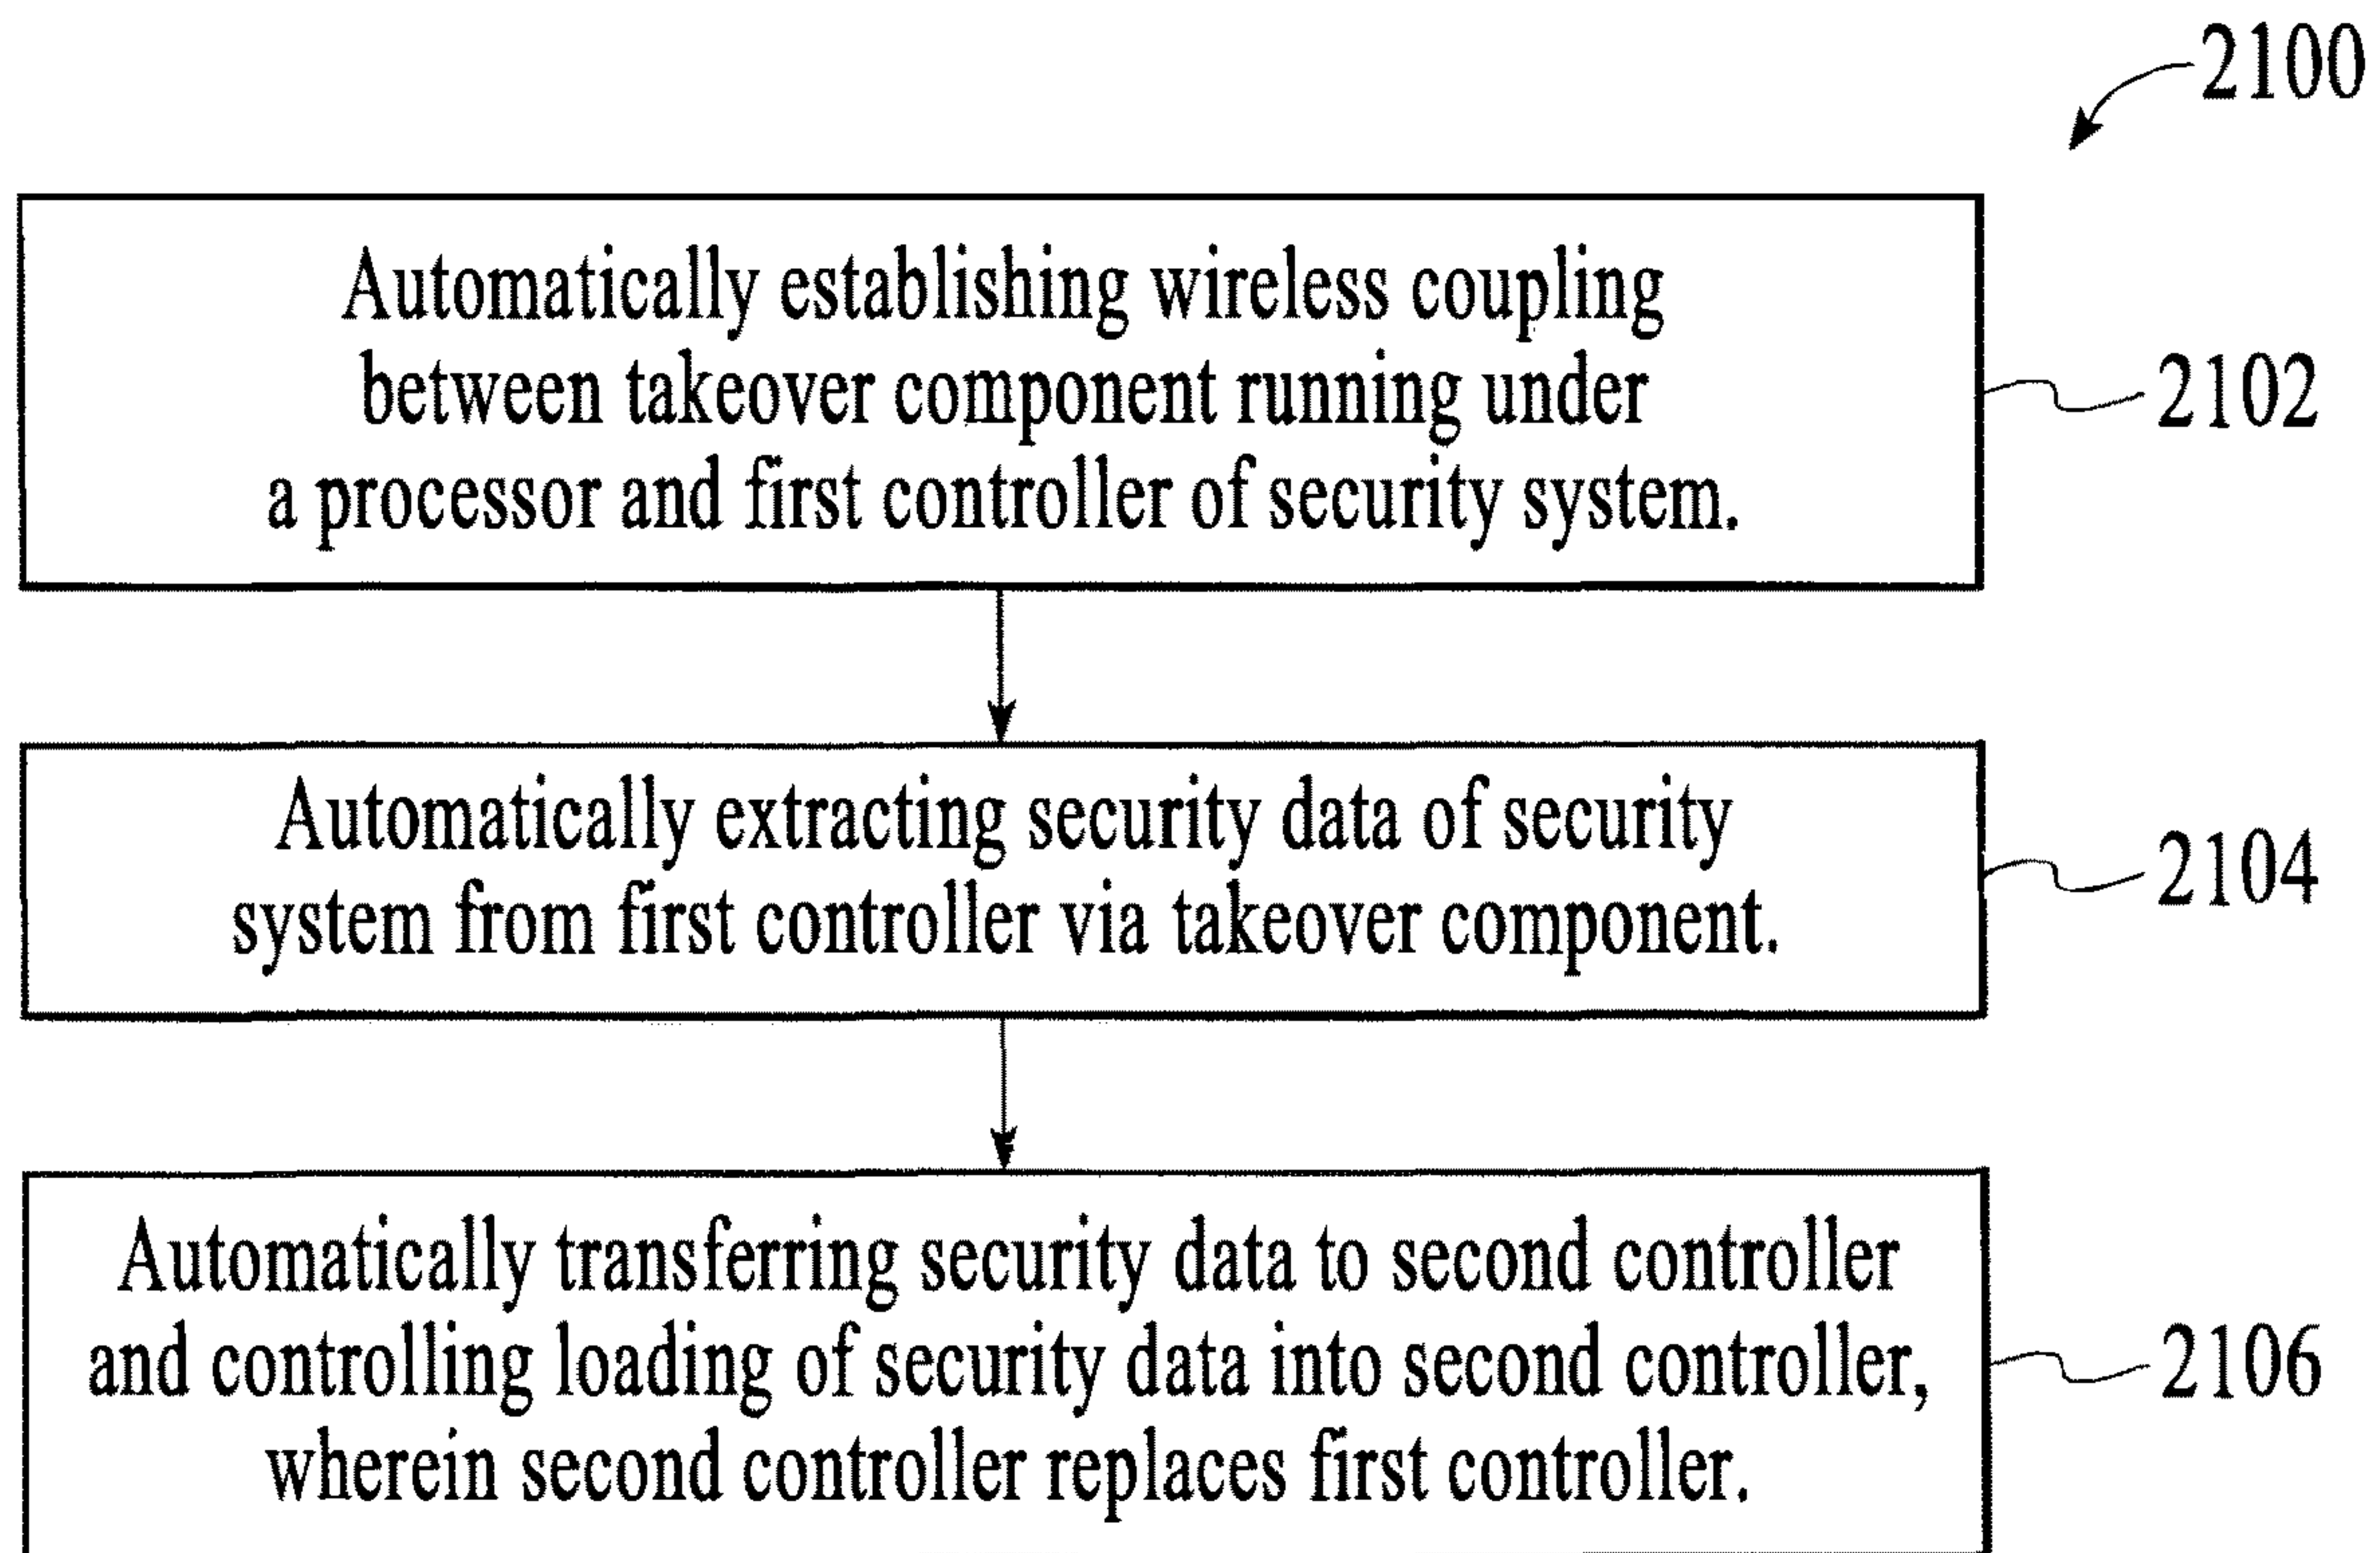 2100
Automatically establishing wireless coupling
between takeover component running under
a processor and first controller of security system.
2102
Automatically extracting security data of security
system from first controller via takeover component.
2104
Automatically transferring security data to second controller
and controlling loading of security data into second controller,
wherein second controller replaces first controller.
2106